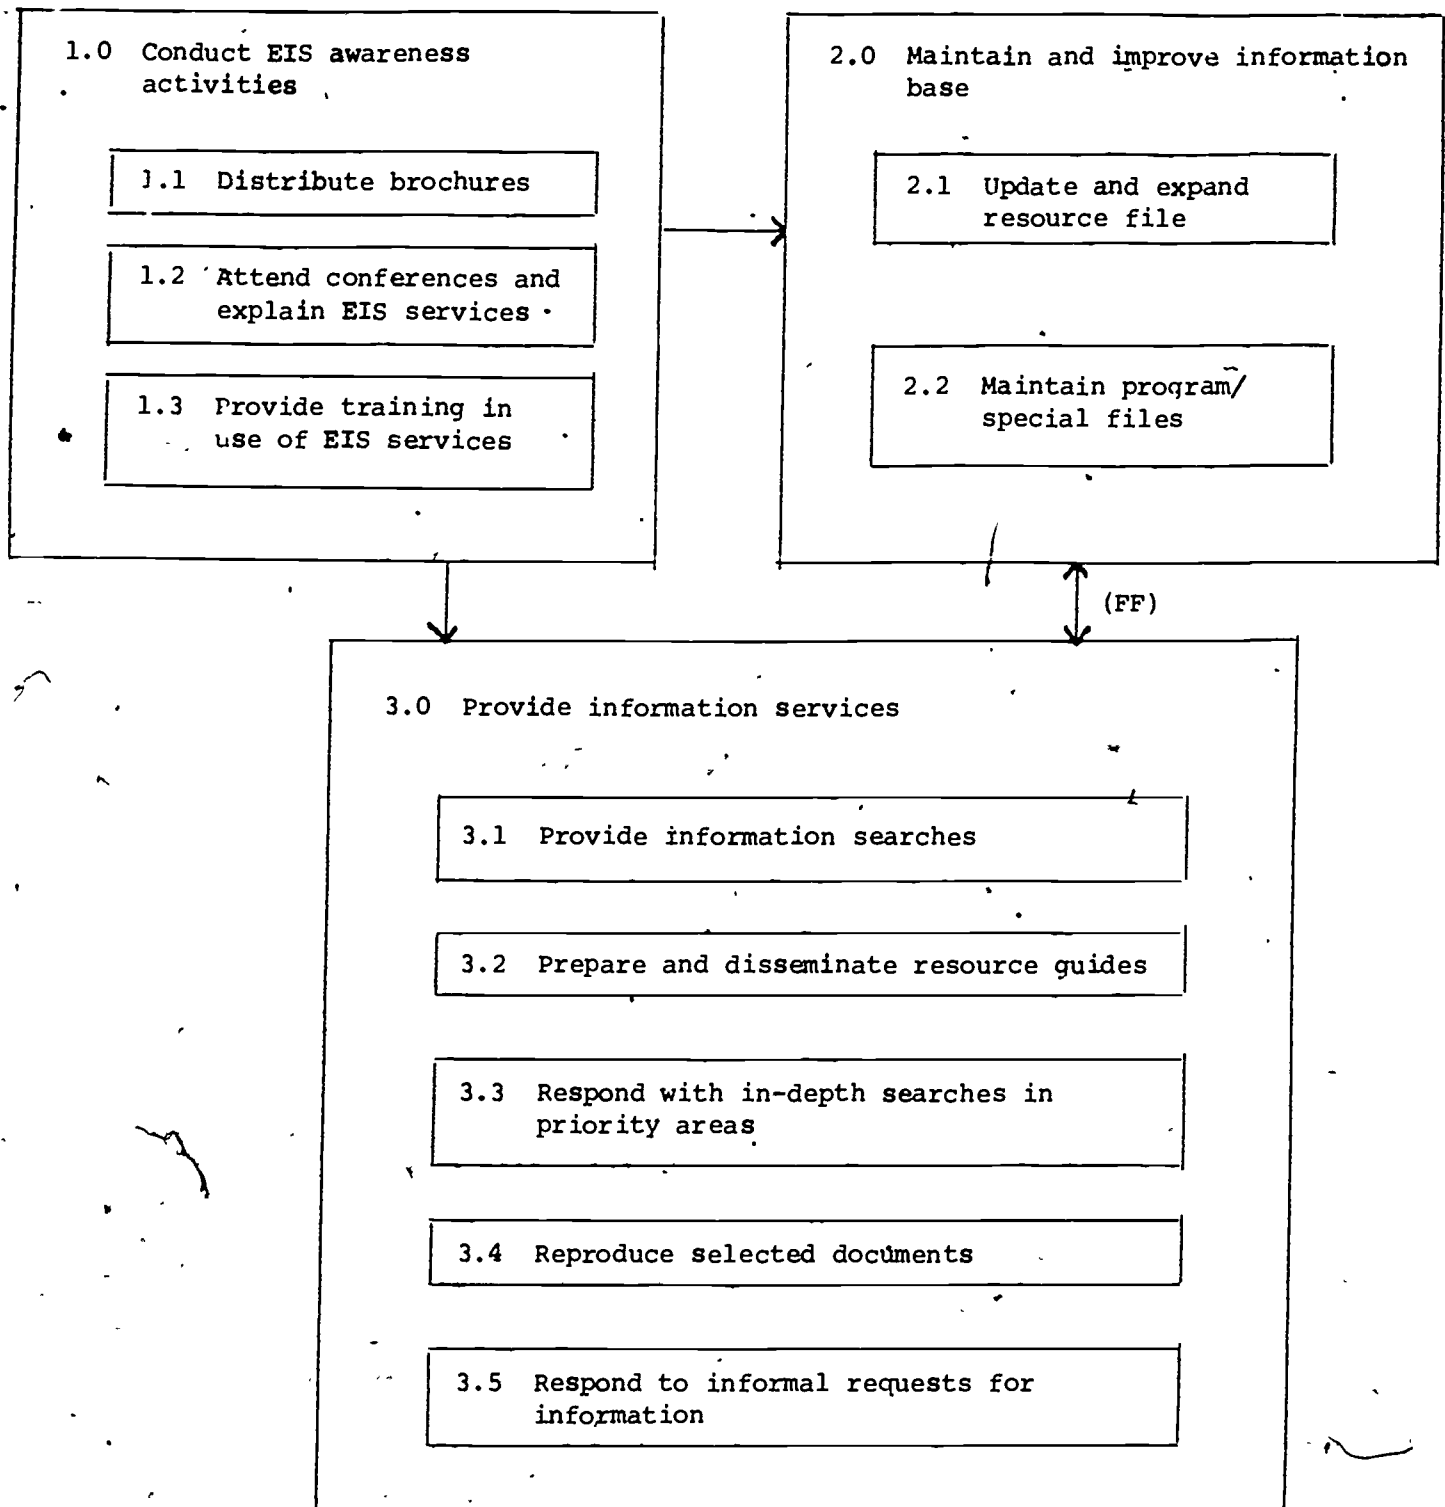 1.0 Conduct EIS awareness
activities
1.1 Distribute brochures
1.2 Attend conferences and
explain EIS services
1.3 Provide training in
use of EIS services
2.0 Maintain and improve information
base
2.1 Update and expand
resource file
2.2 Maintain program/
special files
(FF)
3.0 Provide information services
3.1 Provide information searches
3.2 Prepare and disseminate resource guides
3.3 Respond with in-depth searches in
priority areas
3.4 Reproduce selected documents
3.5 Respond to informal requests for
information